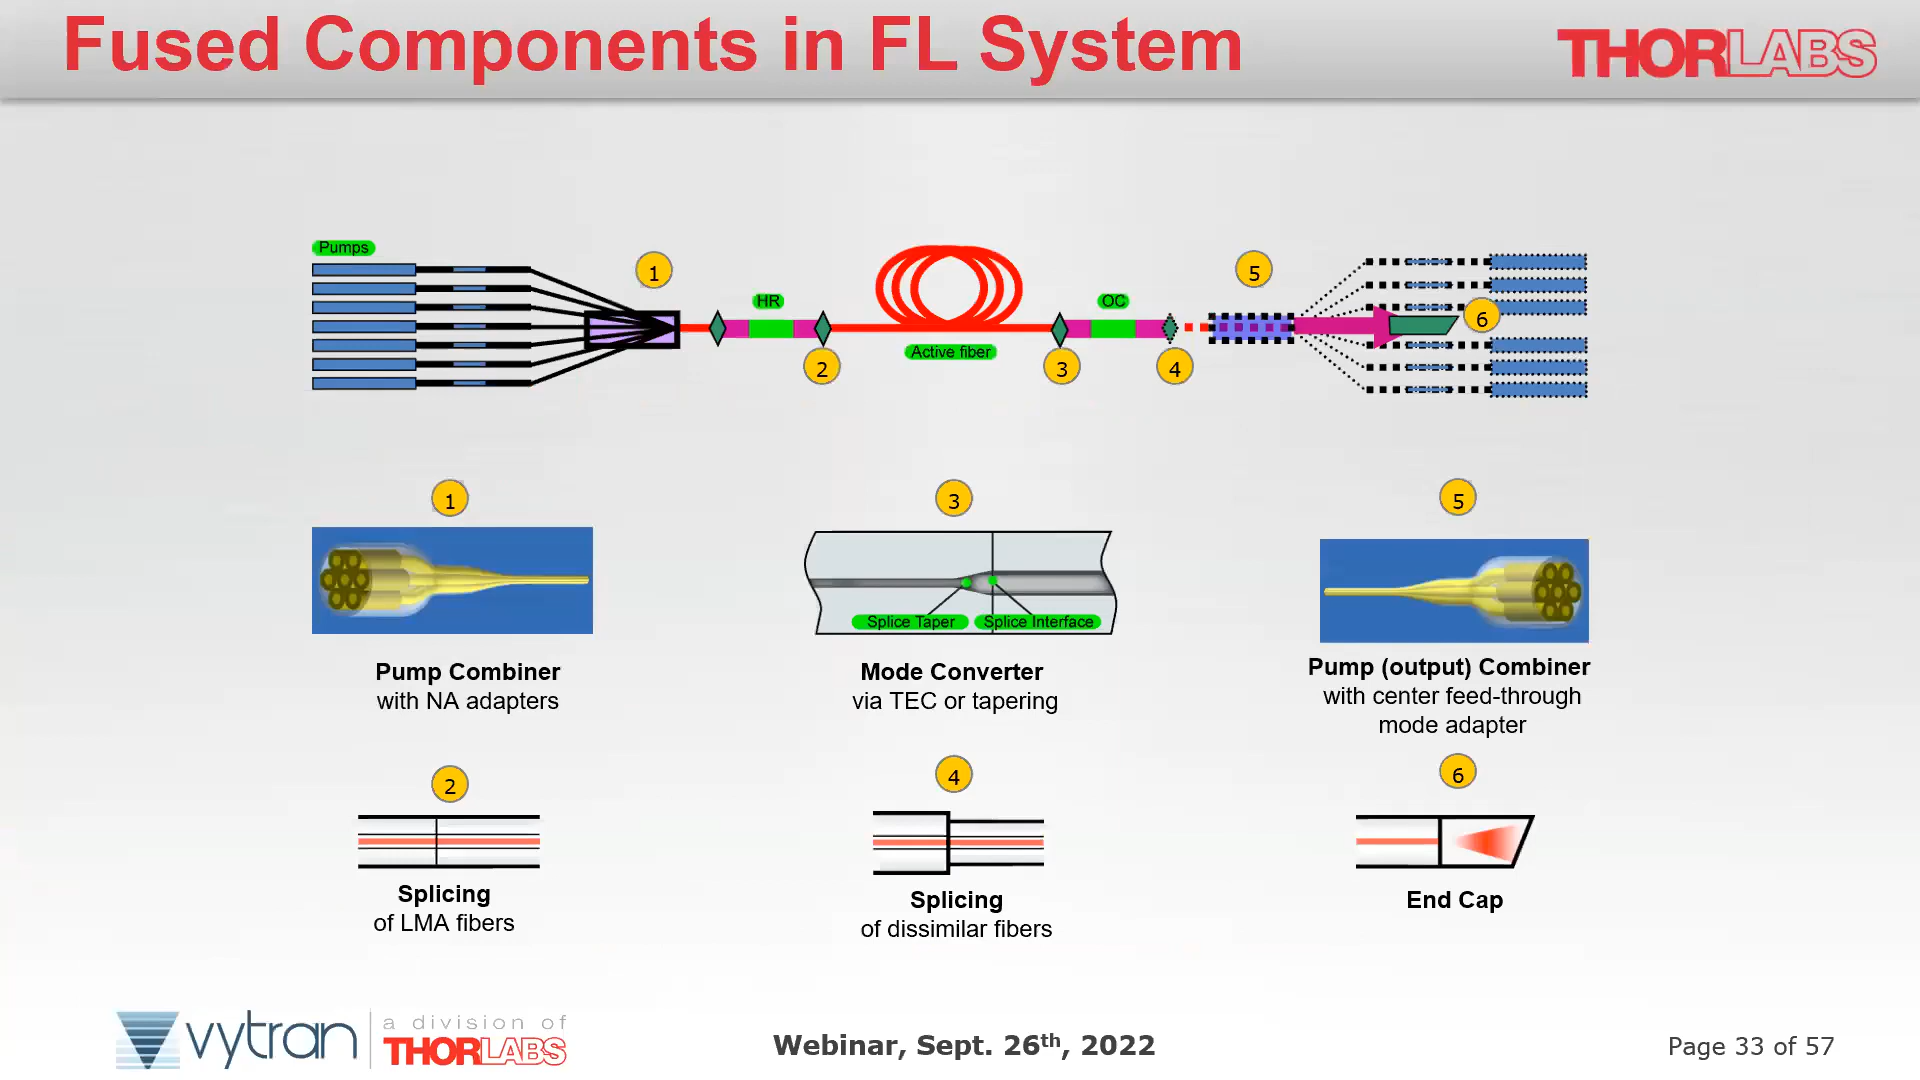 Fused Components in FL System
THORLABS
Pumps
1
HR
2
Active fiber
3
OC
4
5
6
1
Pump Combiner
with NA adapters
3
Splice Taper
Splice Interface
Mode Converter
via TEC or tapering
5
Pump (output) Combiner
with center feed-through
mode adapter
2
Splicing
of LMA fibers
4
Splicing
of dissimilar fibers
6
End Cap
vytran
a division of
THORLABS
Webinar, Sept. 26th, 2022
Page 33 of 57